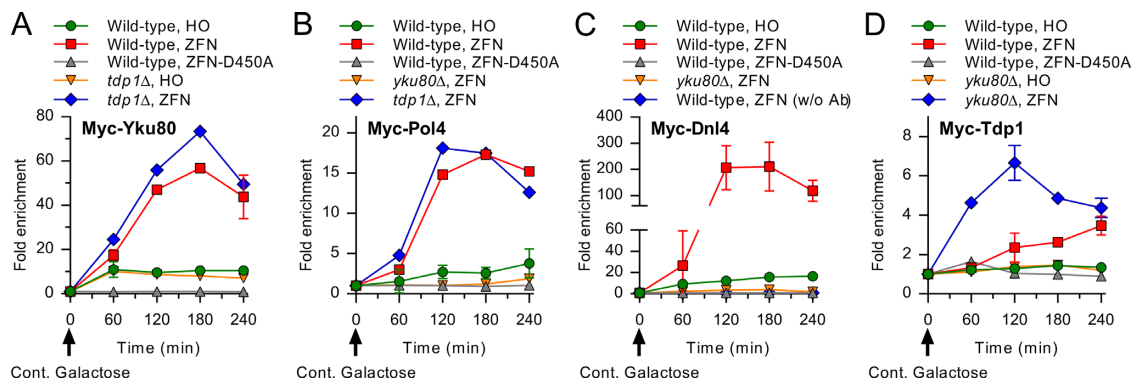 A
Wild-type, HO
Wild-type, ZFN
Wild-type, ZFN-D450A
tdp1Δ, HO
tdp1Δ, ZFN
Myc-Yku80
Fold enrichment
80
60
40
20
10
0
0 60 120 180 240
Time (min)
Cont. Galactose
B
Wild-type, HO
Wild-type, ZFN
Wild-type, ZFN-D450A
yku80Δ, ZFN
tdp1Δ, ZFN
Myc-Pol4
Fold enrichment
20
15
10
5
0
0 60 120 180 240
Time (min)
Cont. Galactose
C
Wild-type, HO
Wild-type, ZFN
Wild-type, ZFN-D450A
yku80Δ, ZFN
Wild-type, ZFN (w/o Ab)
Myc-Dnl4
Fold enrichment
400
300
200
100
60
40
20
0
0 60 120 180 240
Time (min)
Cont. Galactose
D
Wild-type, HO
Wild-type, ZFN
Wild-type, ZFN-D450A
yku80Δ, HO
yku80Δ, ZFN
Myc-Tdp1
Fold enrichment
8
6
4
2
0
0 60 120 180 240
Time (min)
Cont. Galactose